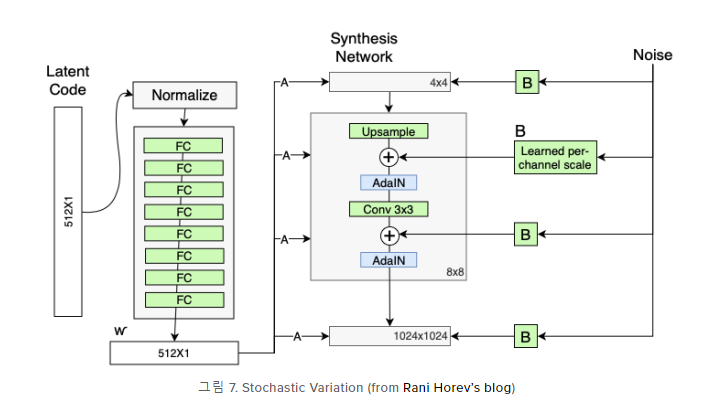 Latent
Code
512X1
Normalize
FC
FC
FC
FC
FC
FC
FC
FC
W
512X1
Synthesis
Network
A
4x4
Upsample
A
AdaIN
Conv 3x3
A
AdaIN
8x8
A
1024x1024
Noise
B
B
Learned per-
channel scale
B
B
그림 7. Stochastic Variation (from Rani Horev's blog)